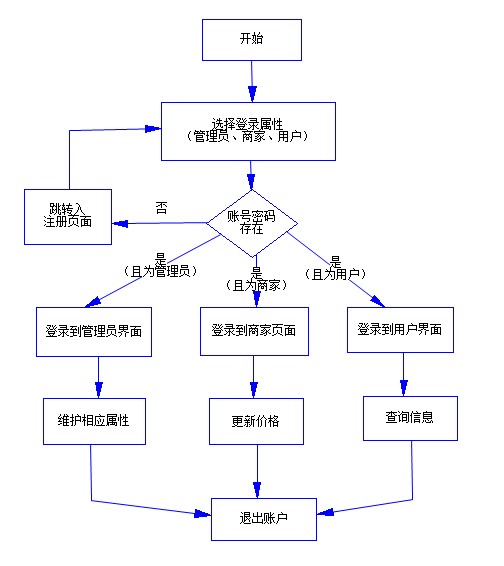 开始
选择登录属性
（管理员、商家、用户）
跳转入
注册页面
否
账号密码
存在
是
（且为管理员）
是
（且为商家）
是
（且为用户）
登录到管理员界面
登录到商家页面
登录到用户界面
维护相应属性
更新价格
查询信息
退出账户